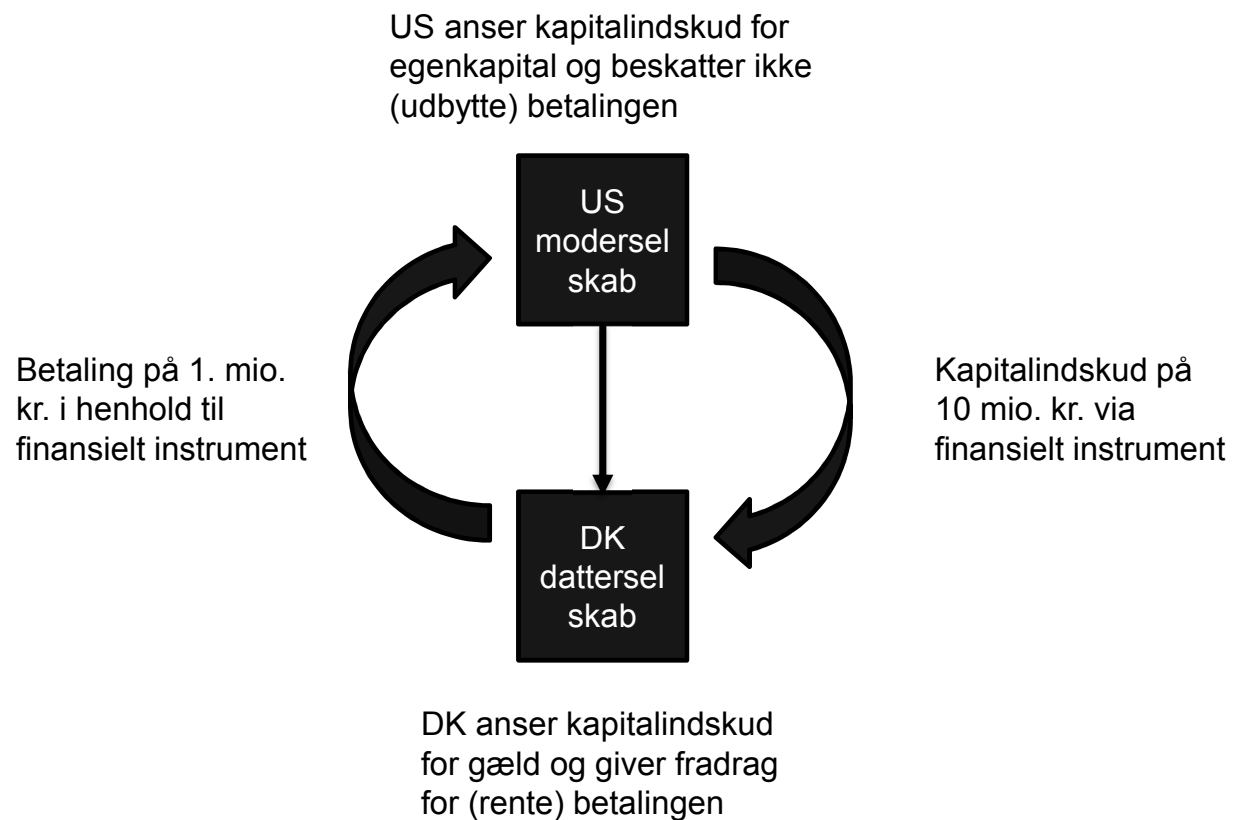 US anser kapitalindskud for
egenkapital og beskatter ikke
(udbytte) betalingen
US
modersel
skab
Betaling på 1. mio.
kr. i henhold til
finansielt instrument
Kapitalindskud på
10 mio. kr. via
finansielt instrument
DK
dattersel
skab
DK anser kapitalindskud
for gæld og giver fradrag
for (rente) betalingen